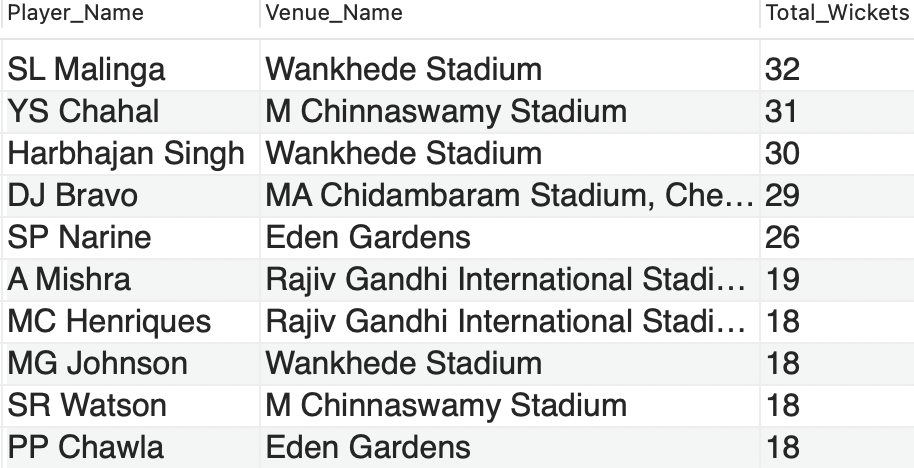 Player_Name Venue_Name Total_Wickets
SL Malinga Wankhede Stadium 32
YS Chahal M Chinnaswamy Stadium 31
Harbhajan Singh Wankhede Stadium 30
DJ Bravo MA Chidambaram Stadium, Che... 29
SP Narine Eden Gardens 26
A Mishra Rajiv Gandhi International Stadi... 19
MC Henriques Rajiv Gandhi International Stadi... 18
MG Johnson Wankhede Stadium 18
SR Watson M Chinnaswamy Stadium 18
PP Chawla Eden Gardens 18